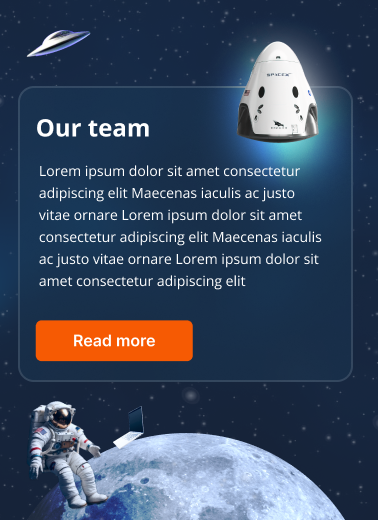 SPACEX
Our team
Lorem ipsum dolor sit amet consectetur
adipiscing elit Maecenas iaculis ac justo
vitae ornare Lorem ipsum dolor sit amet
consectetur adipiscing elit Maecenas iaculis
ac justo vitae ornare Lorem ipsum dolor sit
amet consectetur adipiscing elit
Read more